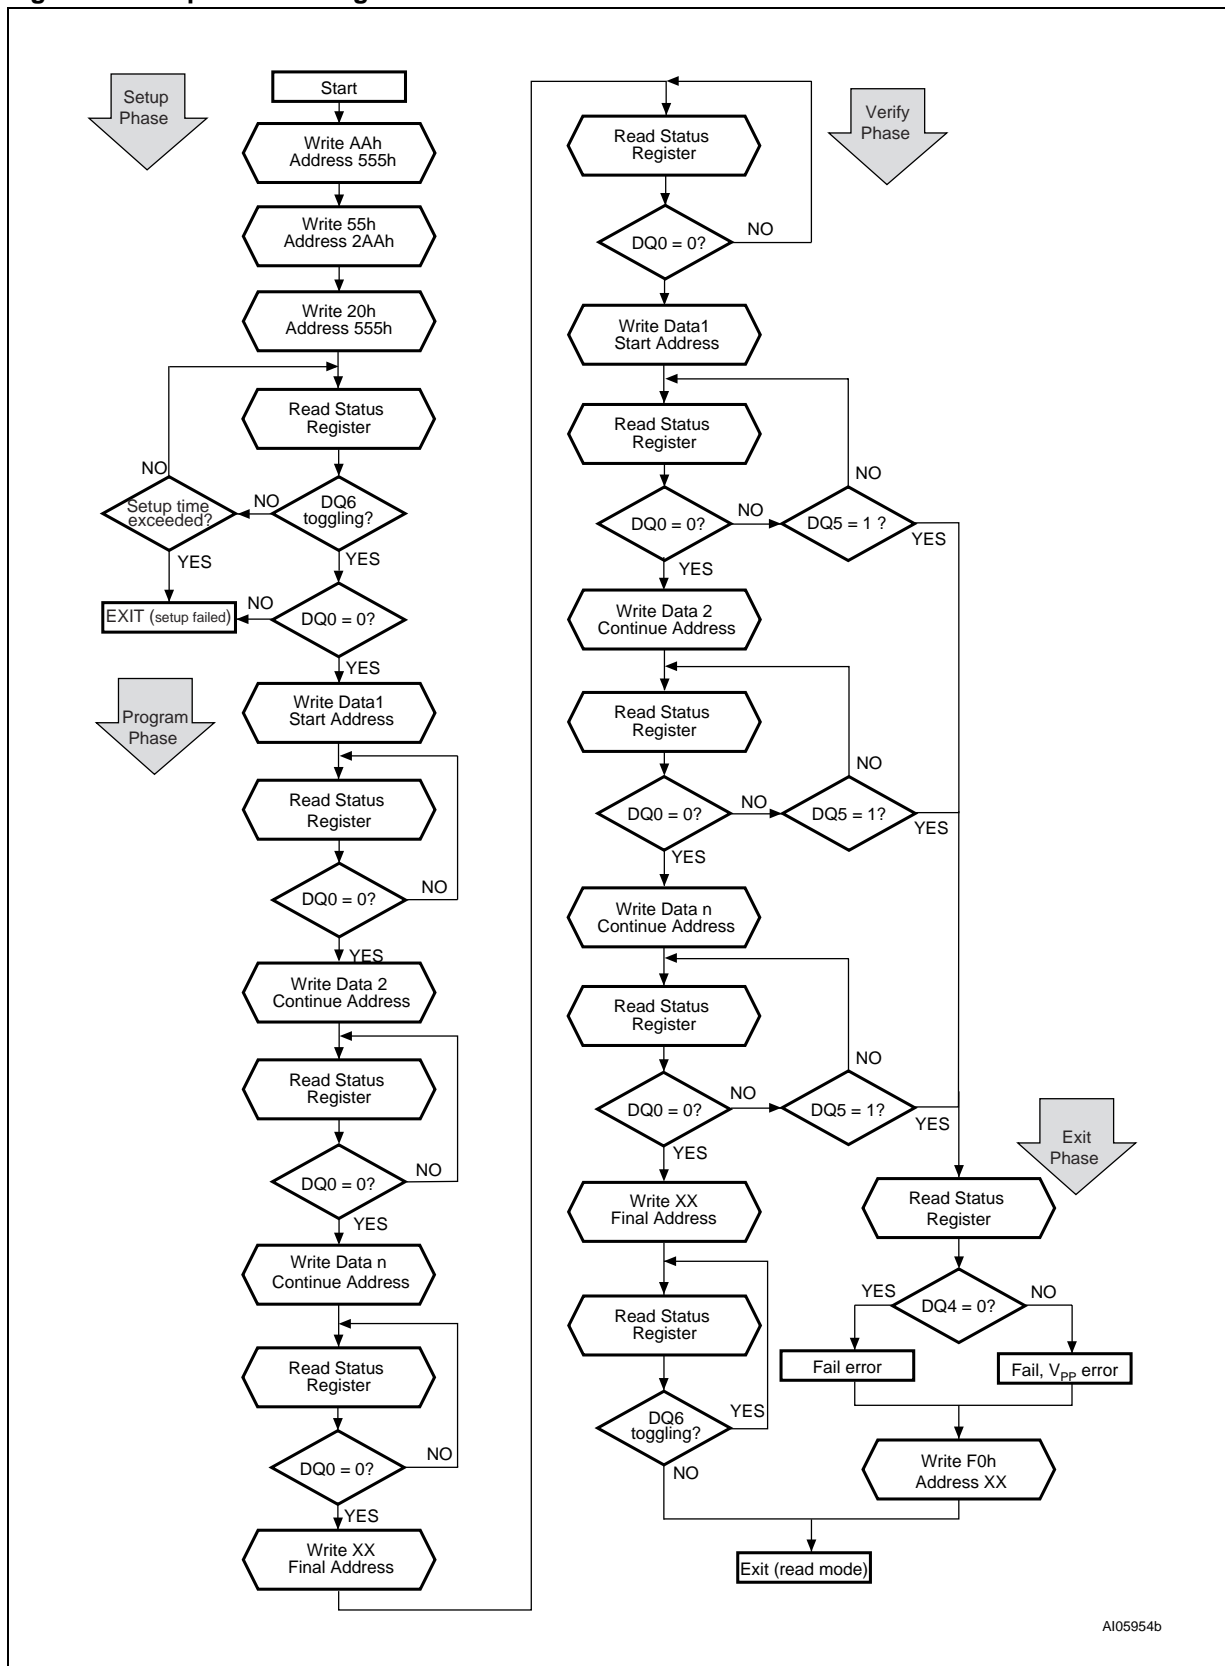 Setup
Phase
Start
Write AAh
Address 555h
Write 55h
Address 2AAh
Write 20h
Address 555h
Read Status
Register
NO
Setup time
exceeded?
NO
DQ6
toggling?
YES
YES
EXIT (setup failed)
NO
DQ0 = 0?
YES
Program
Phase
Write Data1
Start Address
Read Status
Register
DQ0 = 0?
NO
YES
Write Data 2
Continue Address
Read Status
Register
DQ0 = 0?
NO
YES
Write Data n
Continue Address
Read Status
Register
DQ0 = 0?
NO
YES
Write XX
Final Address
Verify
Phase
Read Status
Register
DQ0 = 0?
NO
Write Data1
Start Address
Read Status
Register
NO
DQ0 = 0?
NO
DQ5 = 1 ?
YES
YES
Write Data 2
Continue Address
Read Status
Register
NO
DQ0 = 0?
NO
DQ5 = 1?
YES
YES
Write Data n
Continue Address
Read Status
Register
NO
DQ0 = 0?
NO
DQ5 = 1?
YES
YES
Write XX
Final Address
Read Status
Register
DQ6
toggling?
YES
NO
Exit
Phase
Read Status
Register
YES
DQ4 = 0?
NO
Fail error
Fail, VPP error
Write F0h
Address XX
Exit (read mode)
AI05954b